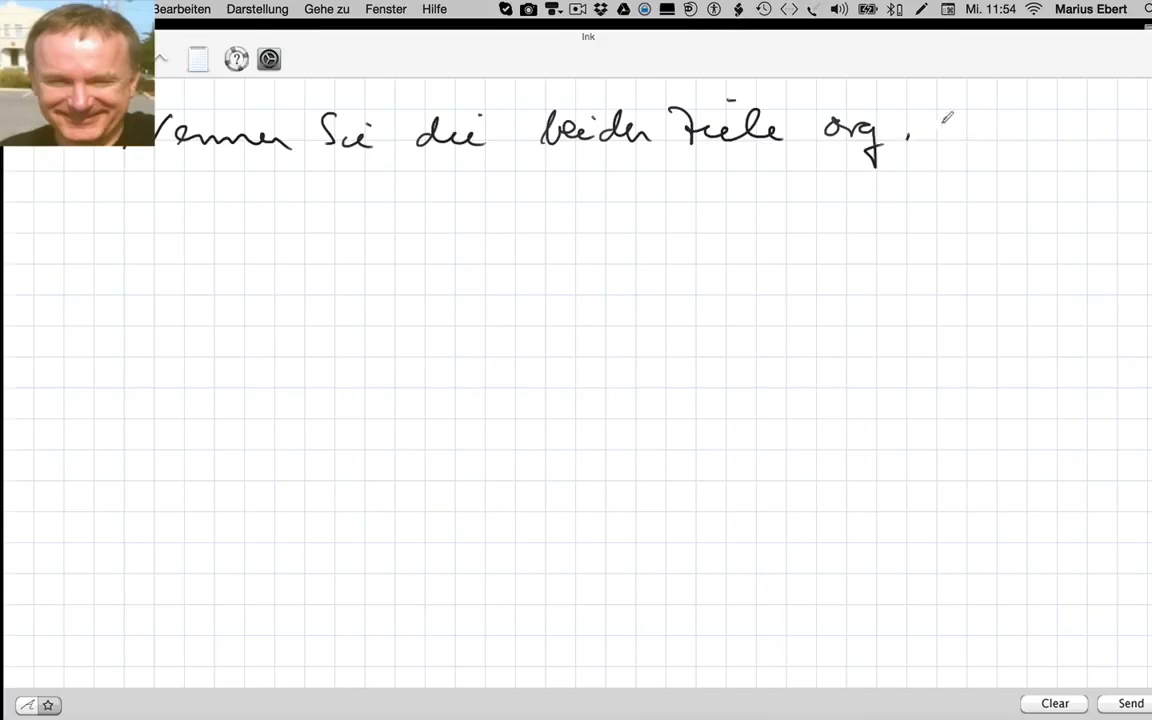 Bearbeiten Darstellung Gehe zu Fenster Hilfe Mi. 11:54 Marius Ebert
Ink
Sie die beiden Ziele org.
Clear Send